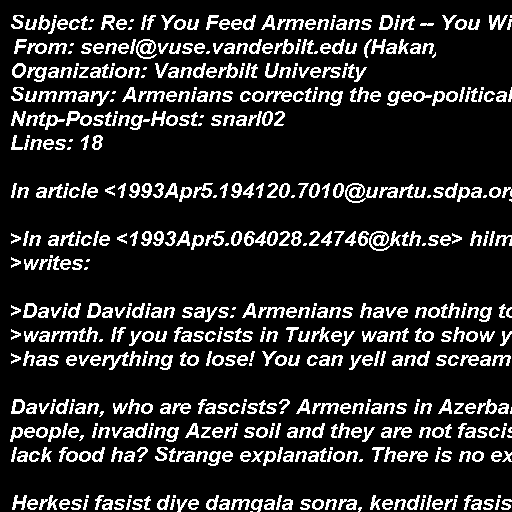 Subject: Re: If You Feed Armenians Dirt -- You Wi
From: senel@vuse.vanderbilt.edu (Hakan,
Organization: Vanderbilt University
Summary: Armenians correcting the geo-political
Nntp-Posting-Host: snarl02
Lines: 18
In article <1993Apr5.194120.7010@urartu.sdpa.org
>In article <1993Apr5.064028.24746@kth.se> hilm
>writes:
>David Davidian says: Armenians have nothing to
>warmth. If you fascists in Turkey want to show y
>has everything to lose! You can yell and scream
Davidian, who are fascists? Armenians in Azerba
people, invading Azeri soil and they are not fascis
lack food ha? Strange explanation. There is no ex
Herkesi fasist diye damgala sonra, kendileri fasis